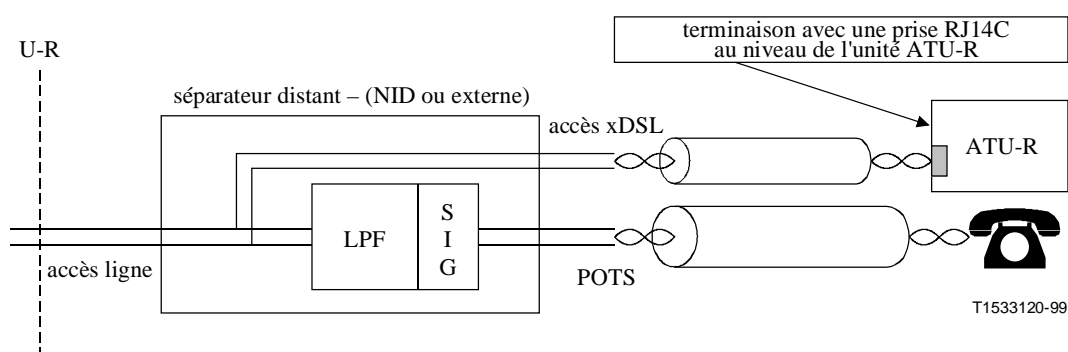 terminaison avec une prise RJ14C
au niveau de l'unité ATU-R
U-R
séparateur distant – (NID ou externe)
accès xDSL
ATU-R
LPF
S
I
G
accès ligne
POTS
T1533120-99